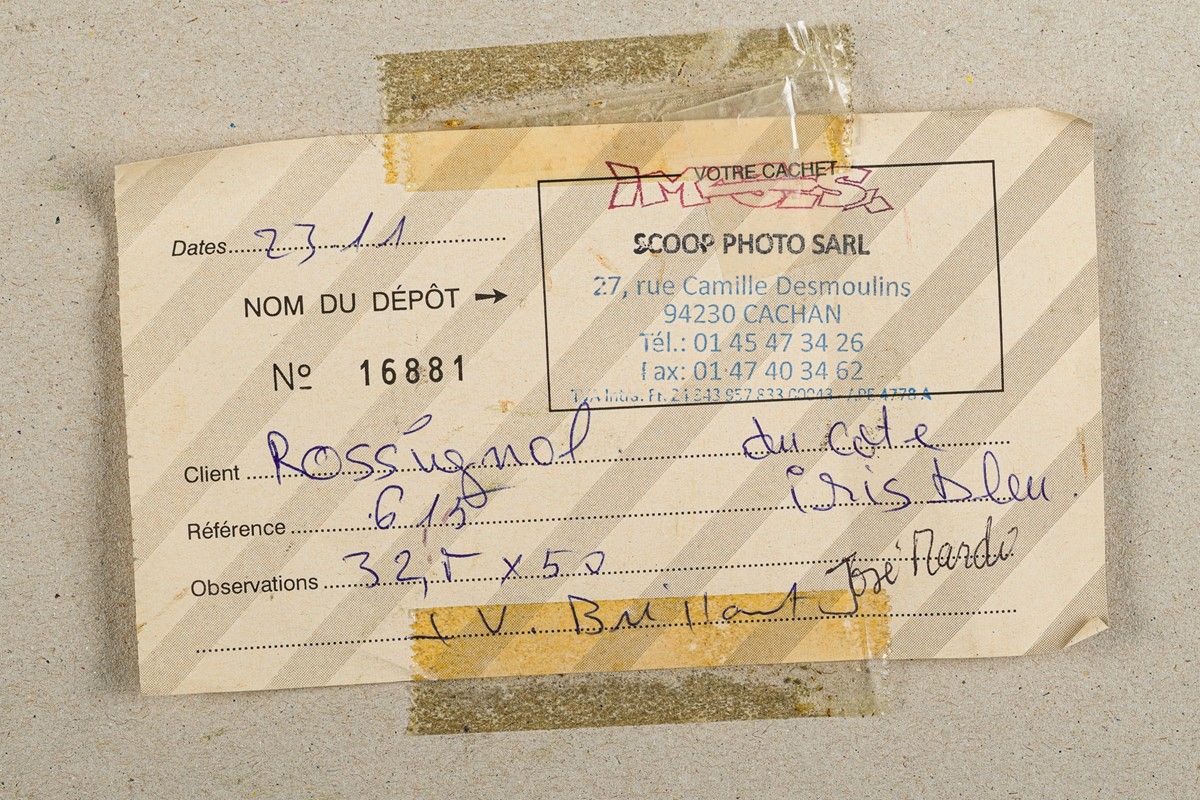 VOTRE CACHET
Dates 23.11
SCOOP PHOTO SARL
NOM DU DÉPÔT →
27, rue Camille Desmoulins
94230 CACHAN
Tél.: 01 45 47 34 26
Nº 16881
Fax: 01 47 40 34 62
Client Rossignol du cote
Référence 615 iris bleu
Observations 32,5 x 50 José
V. Brillant